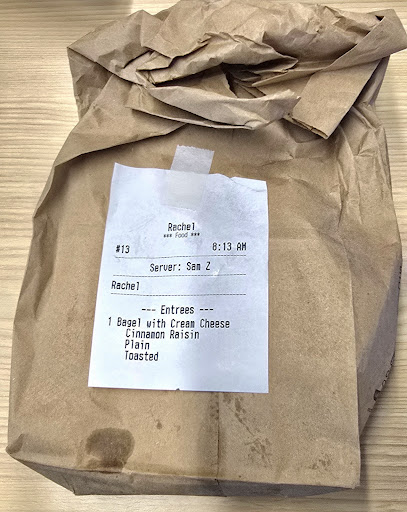 Rachel
*** Food ***
#13 8:13 AM
Server: Sam Z
Rachel
--- Entrees ---
1 Bagel with Cream Cheese
Cinnamon Raisin
Plain
Toasted